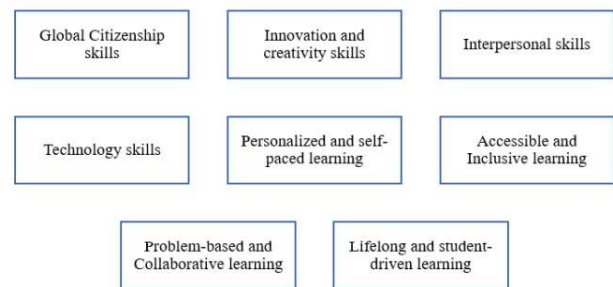 Global Citizenship
skills
Innovation and
creativity skills
Interpersonal skills
Technology skills
Personalized and self-
paced learning
Accessible and
Inclusive learning
Problem-based and
Collaborative learning
Lifelong and student-
driven learning